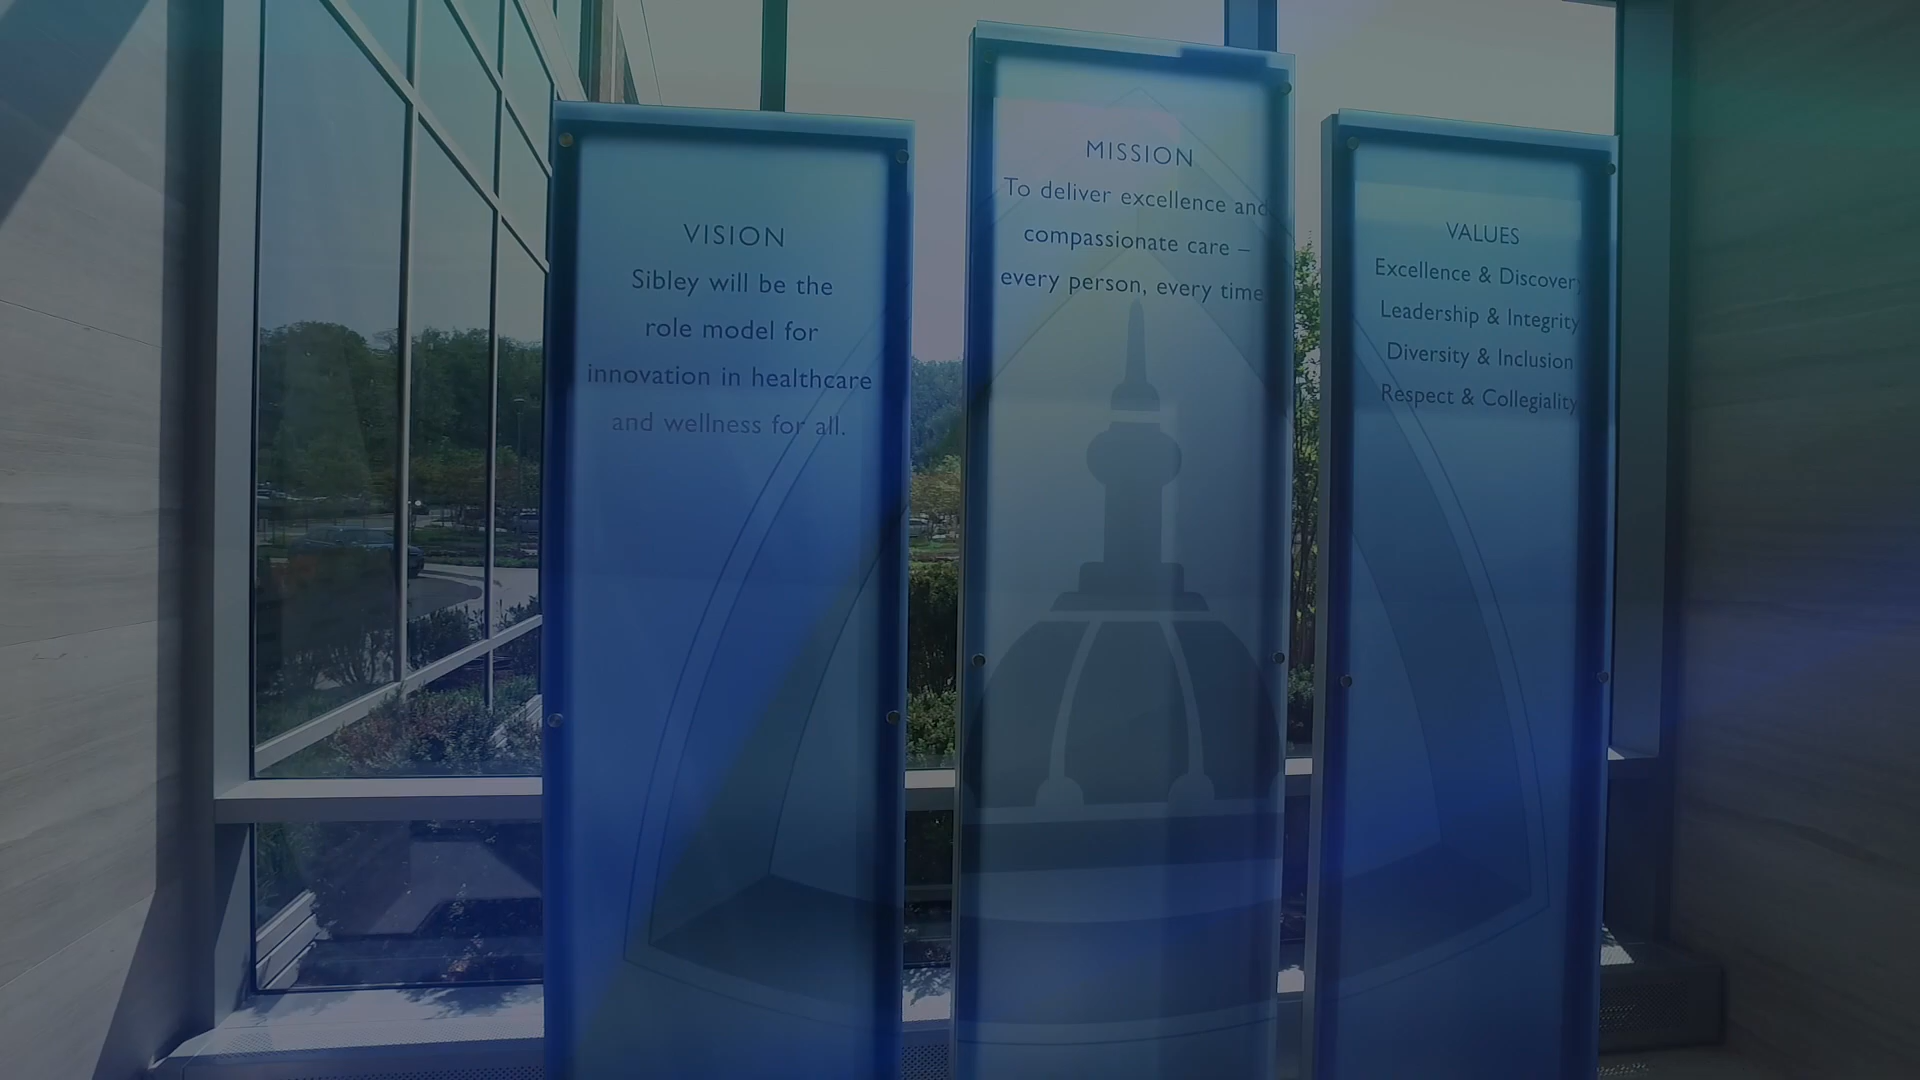 VISION
Sibley will be the
role model for
innovation in healthcare
and wellness for all.
MISSION
To deliver excellence and
compassionate care –
every person, every time
VALUES
Excellence & Discovery
Leadership & Integrity
Diversity & Inclusion
Respect & Collegiality